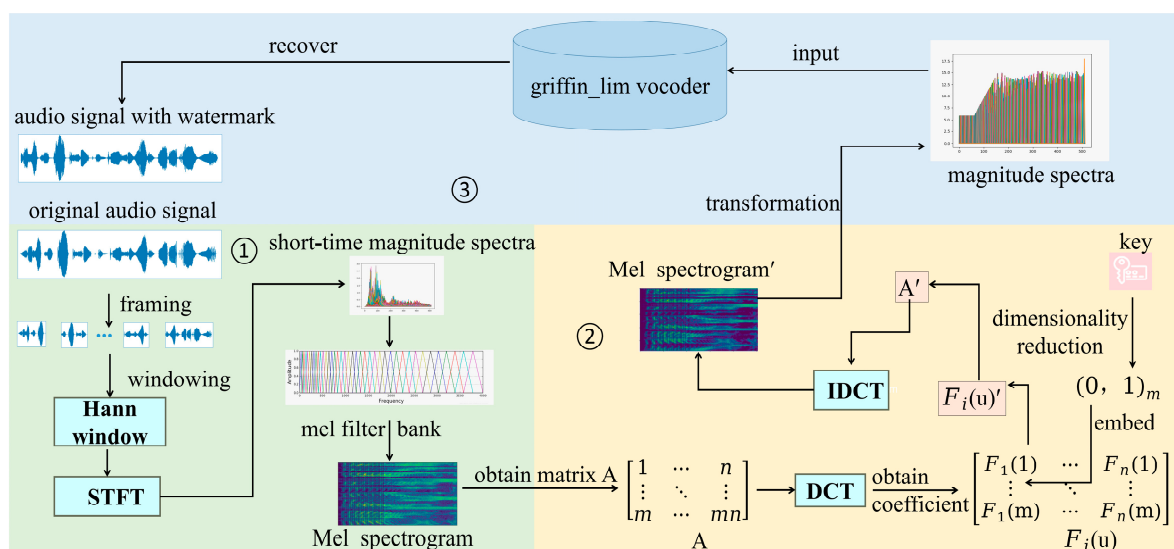 recover
input
griffin_lim vocoder
audio signal with watermark
magnitude spectra
③
transformation
original audio signal
①
short-time magnitude spectra
framing
windowing
Hann
window
STFT
Amplitude
Frequency
mel filter bank
Mel spectrogram
②
Mel spectrogram′
A′
key
dimensionality
reduction
(0, 1)m
IDCT
Fi(u)′
embed
obtain matrix A
1 ⋯ n
⋮ ⋱ ⋮
m ⋯ mn
A
DCT
obtain
coefficient
F1(1) ⋯ Fn(1)
⋮ ⋱ ⋮
F1(m) ⋯ Fn(m)
Fi(u)